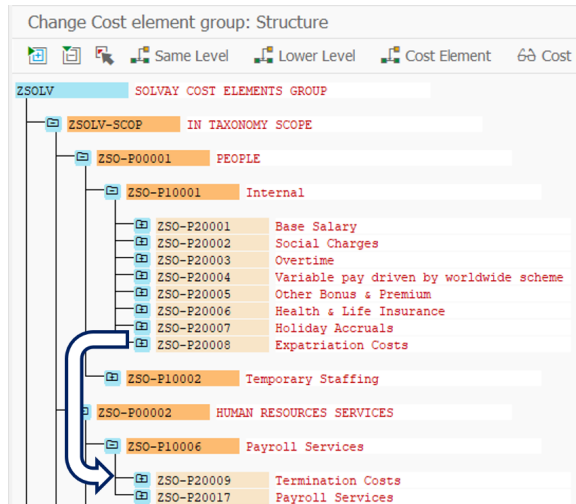 Change Cost element group: Structure
Same Level Lower Level Cost Element Cost
ZSOLV SOLVAY COST ELEMENTS GROUP
ZSOLV-SCOP IN TAXONOMY SCOPE
ZSO-P00001 PEOPLE
ZSO-P10001 Internal
ZSO-P20001 Base Salary
ZSO-P20002 Social Charges
ZSO-P20003 Overtime
ZSO-P20004 Variable pay driven by worldwide scheme
ZSO-P20005 Other Bonus & Premium
ZSO-P20006 Health & Life Insurance
ZSO-P20007 Holiday Accruals
ZSO-P20008 Expatriation Costs
ZSO-P10002 Temporary Staffing
ZSO-P00002 HUMAN RESOURCES SERVICES
ZSO-P10006 Payroll Services
ZSO-P20009 Termination Costs
ZSO-P20017 Payroll Services